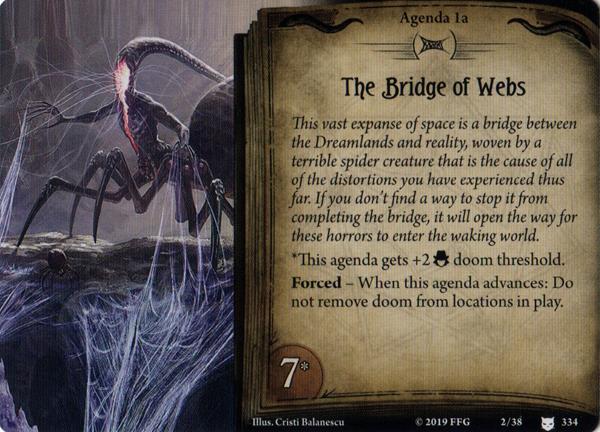 Agenda 1a
The Bridge of Webs
This vast expanse of space is a bridge between
the Dreamlands and reality, woven by a
terrible spider creature that is the cause of all
of the distortions you have experienced thus
far. If you don't find a way to stop it from
completing the bridge, it will open the way for
these horrors to enter the waking world.
*This agenda gets +2 doom threshold.
Forced – When this agenda advances: Do
not remove doom from locations in play.
7*
Illus. Cristi Balanescu © 2019 FFG 2/38 334